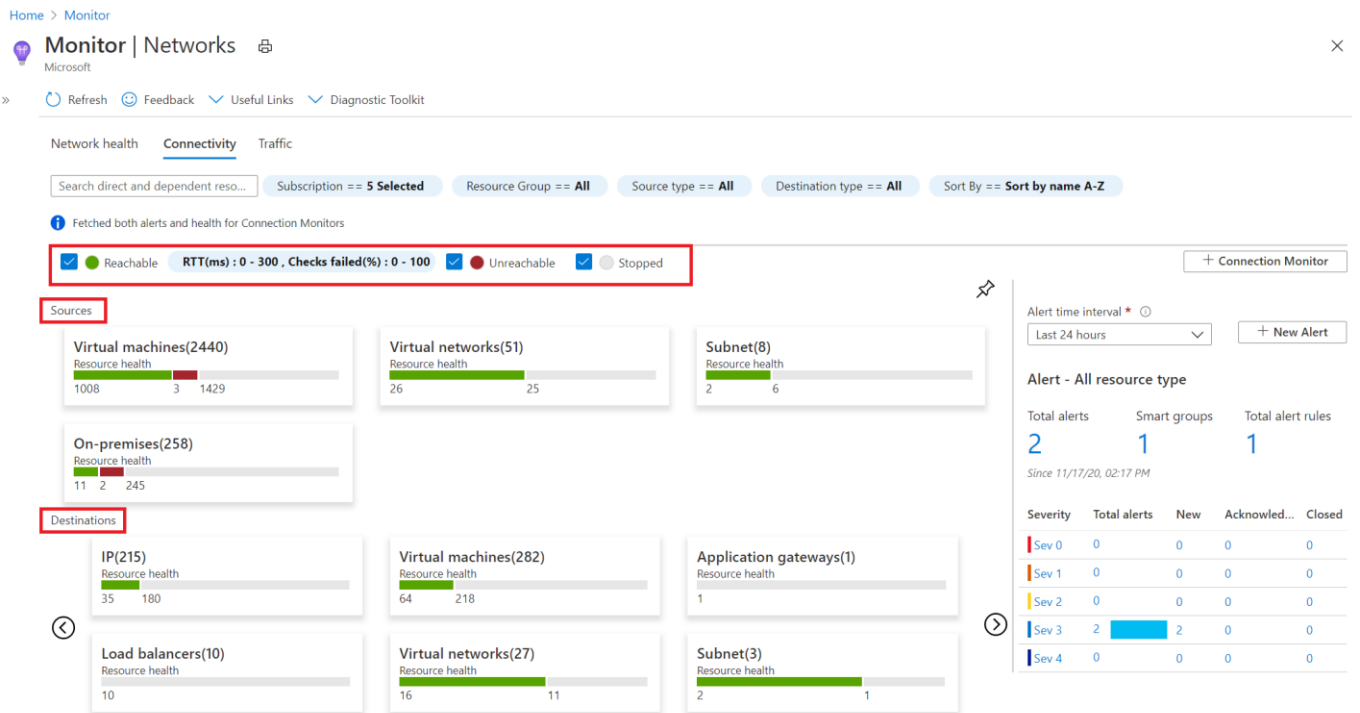 Home > Monitor
Monitor | Networks
Microsoft
Refresh Feedback Useful Links Diagnostic Toolkit
Network health Connectivity Traffic
Search direct and dependent reso... Subscription == 5 Selected Resource Group == All Source type == All Destination type == All Sort By == Sort by name A-Z
Fetched both alerts and health for Connection Monitors
Reachable RTT(ms) : 0 - 300 , Checks failed(%) : 0 - 100 Unreachable Stopped
+ Connection Monitor
Sources
Virtual machines(2440)
Resource health
1008 3 1429
Virtual networks(51)
Resource health
26 25
Subnet(8)
Resource health
2 6
On-premises(258)
Resource health
11 2 245
Destinations
IP(215)
Resource health
35 180
Virtual machines(282)
Resource health
64 218
Application gateways(1)
Resource health
1
Load balancers(10)
Resource health
10
Virtual networks(27)
Resource health
16 11
Subnet(3)
Resource health
2 1
Alert time interval *
Last 24 hours
+ New Alert
Alert - All resource type
Total alerts Smart groups Total alert rules
2 1 1
Since 11/17/20, 02:17 PM
Severity Total alerts New Acknowled... Closed
Sev 0 0 0 0 0
Sev 1 0 0 0 0
Sev 2 0 0 0 0
Sev 3 2 2 0 0
Sev 4 0 0 0 0